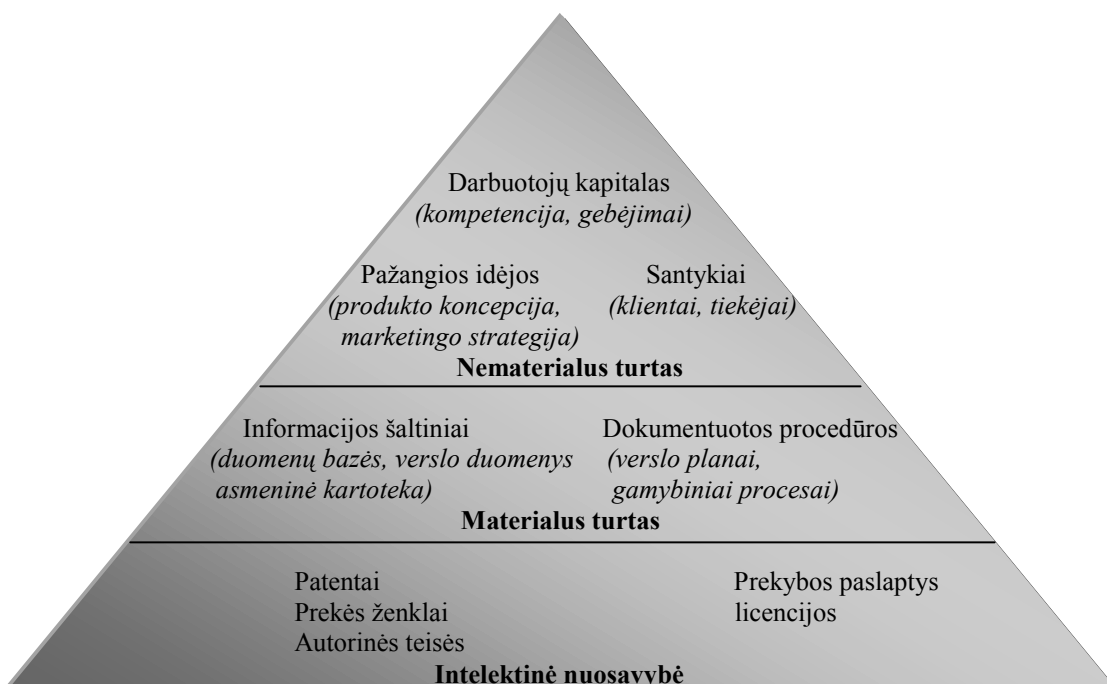 Darbuotojų kapitalas
(kompetencija, gebėjimai)
Pažangios idėjos
(produkto koncepcija,
marketingo strategija)
Santykiai
(klientai, tiekėjai)
Nematerialus turtas
Informacijos šaltiniai
(duomenų bazės, verslo duomenys
asmeninė kartoteka)
Dokumentuotos procedūros
(verslo planai,
gamybiniai procesai)
Materialus turtas
Patentai
Prekės ženklai
Autorinės teisės
Prekybos paslaptys
licencijos
Intelektinė nuosavybė